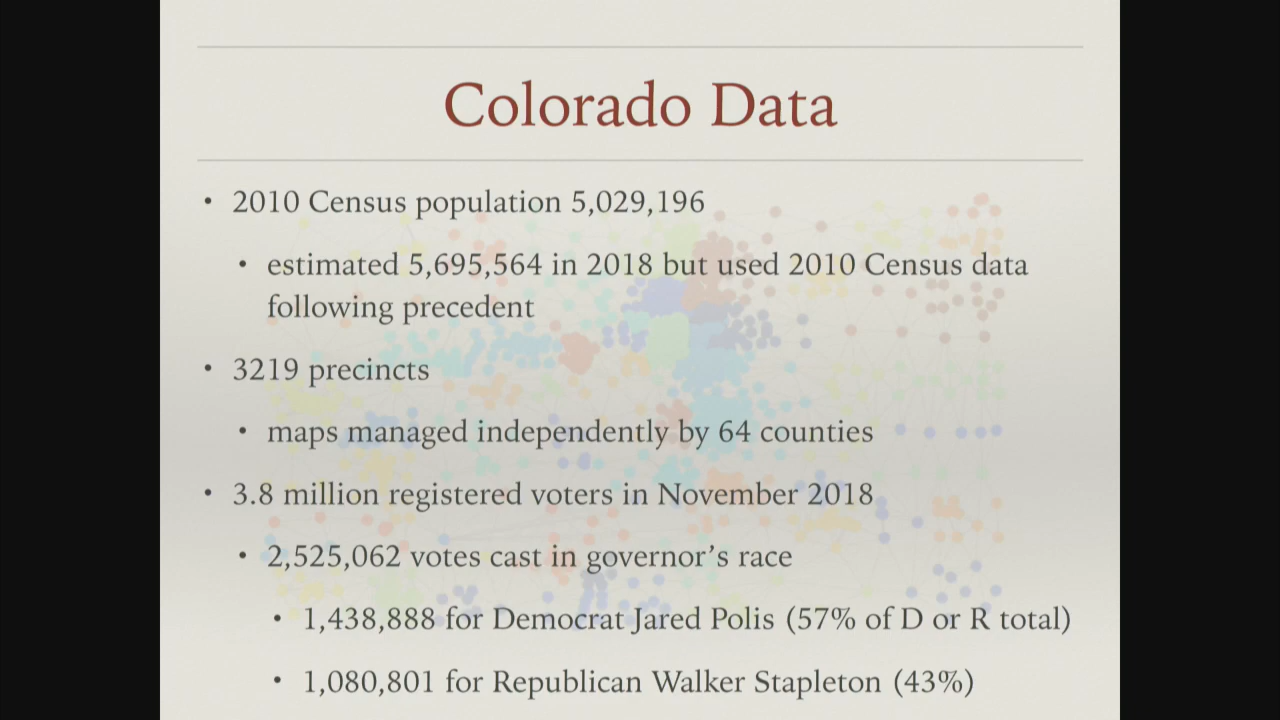 Colorado Data
• 2010 Census population 5,029,196
• estimated 5,695,564 in 2018 but used 2010 Census data
following precedent
• 3219 precincts
• maps managed independently by 64 counties
• 3.8 million registered voters in November 2018
• 2,525,062 votes cast in governor’s race
• 1,438,888 for Democrat Jared Polis (57% of D or R total)
• 1,080,801 for Republican Walker Stapleton (43%)